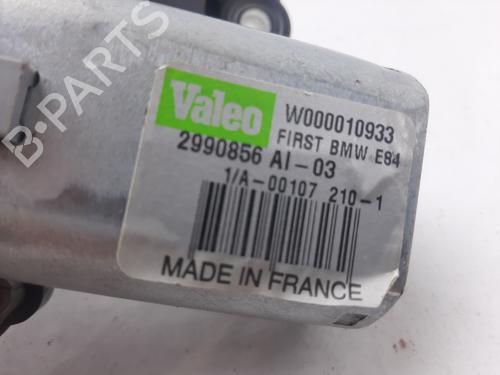 Valeo
W000010933
FIRST BMW E84
2990856 AI-03
1/A-00107 210-1
MADE IN FRANCE
B-PARTS